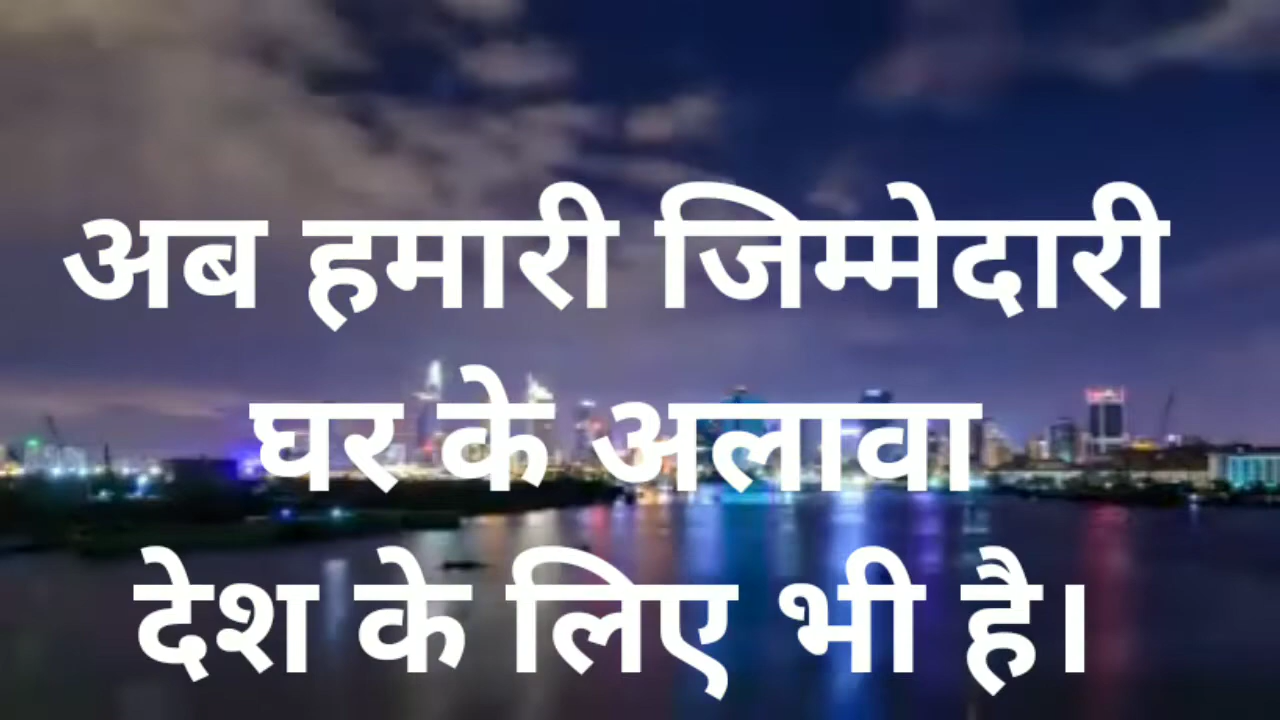 अब हमारी जिम्मेदारी
घर के अलावा
देश के लिए भी है।